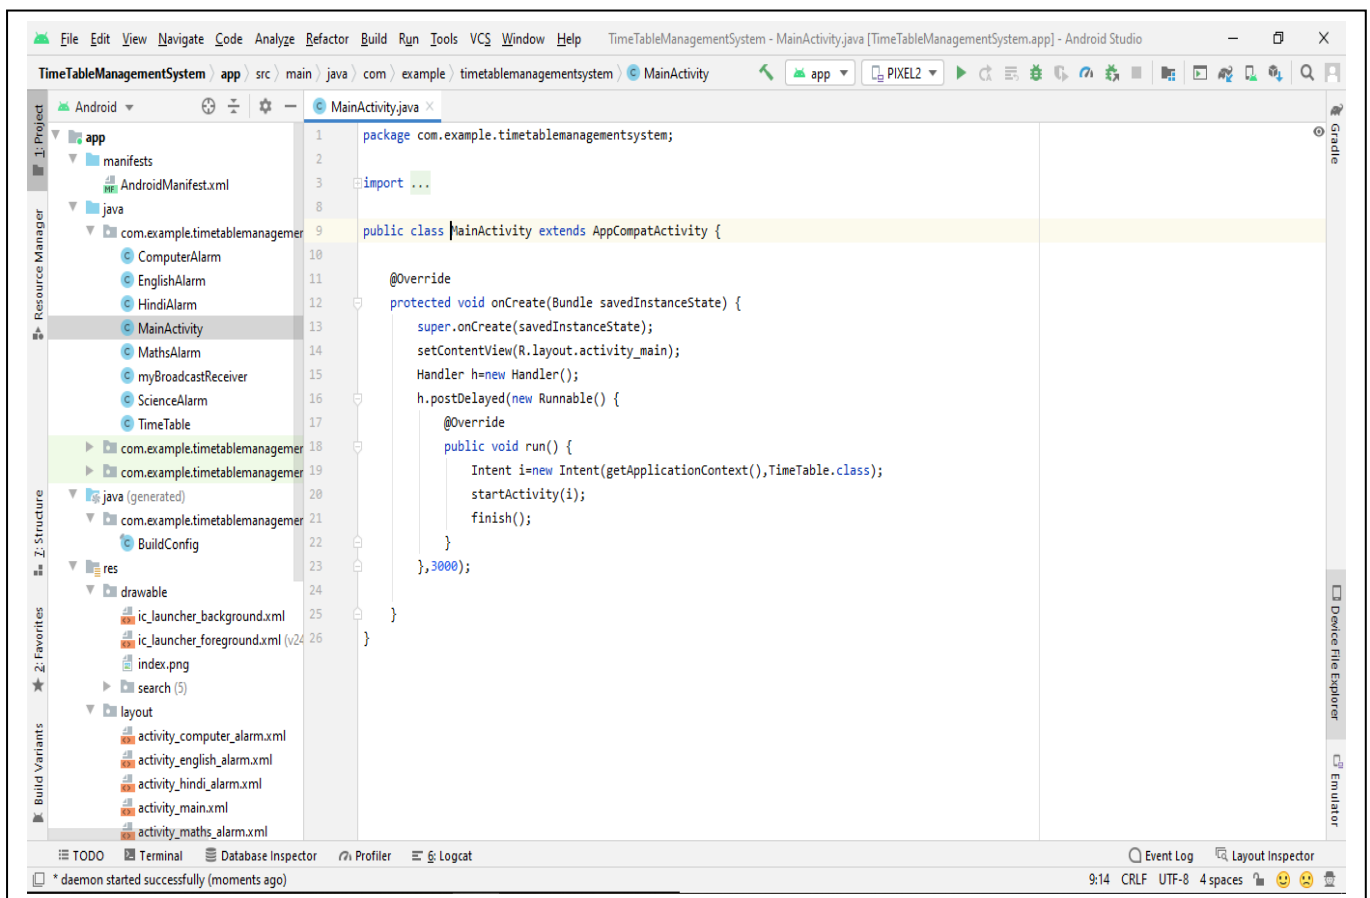 File Edit View Navigate Code Analyze Refactor Build Run Tools VCS Window Help TimeTableManagementSystem - MainActivity.java [TimeTableManagementSystem.app] - Android Studio
TimeTableManagementSystem app src main java com example timetablemanagementsystem MainActivity app PIXEL2
1: Project
Resource Manager
7: Structure
2: Favorites
Build Variants
Android
app
manifests
AndroidManifest.xml
java
com.example.timetablemanagemer
ComputerAlarm
EnglishAlarm
HindiAlarm
MainActivity
MathsAlarm
myBroadcastReceiver
ScienceAlarm
TimeTable
com.example.timetablemanagemer
com.example.timetablemanagemer
java (generated)
com.example.timetablemanagemer
BuildConfig
res
drawable
ic_launcher_background.xml
ic_launcher_foreground.xml (v24
index.png
search (5)
layout
activity_computer_alarm.xml
activity_english_alarm.xml
activity_hindi_alarm.xml
activity_main.xml
activity_maths_alarm.xml
MainActivity.java
1 package com.example.timetablemanagementsystem;
2
3 import ...
8
9 public class MainActivity extends AppCompatActivity {
10
11 @Override
12 protected void onCreate(Bundle savedInstanceState) {
13 super.onCreate(savedInstanceState);
14 setContentView(R.layout.activity_main);
15 Handler h=new Handler();
16 h.postDelayed(new Runnable() {
17 @Override
18 public void run() {
19 Intent i=new Intent(getApplicationContext(),TimeTable.class);
20 startActivity(i);
21 finish();
22 }
23 },3000);
24
25 }
26 }
Gradle
Device File Explorer
Emulator
TODO Terminal Database Inspector Profiler 6: Logcat Event Log Layout Inspector
* daemon started successfully (moments ago) 9:14 CRLF UTF-8 4 spaces